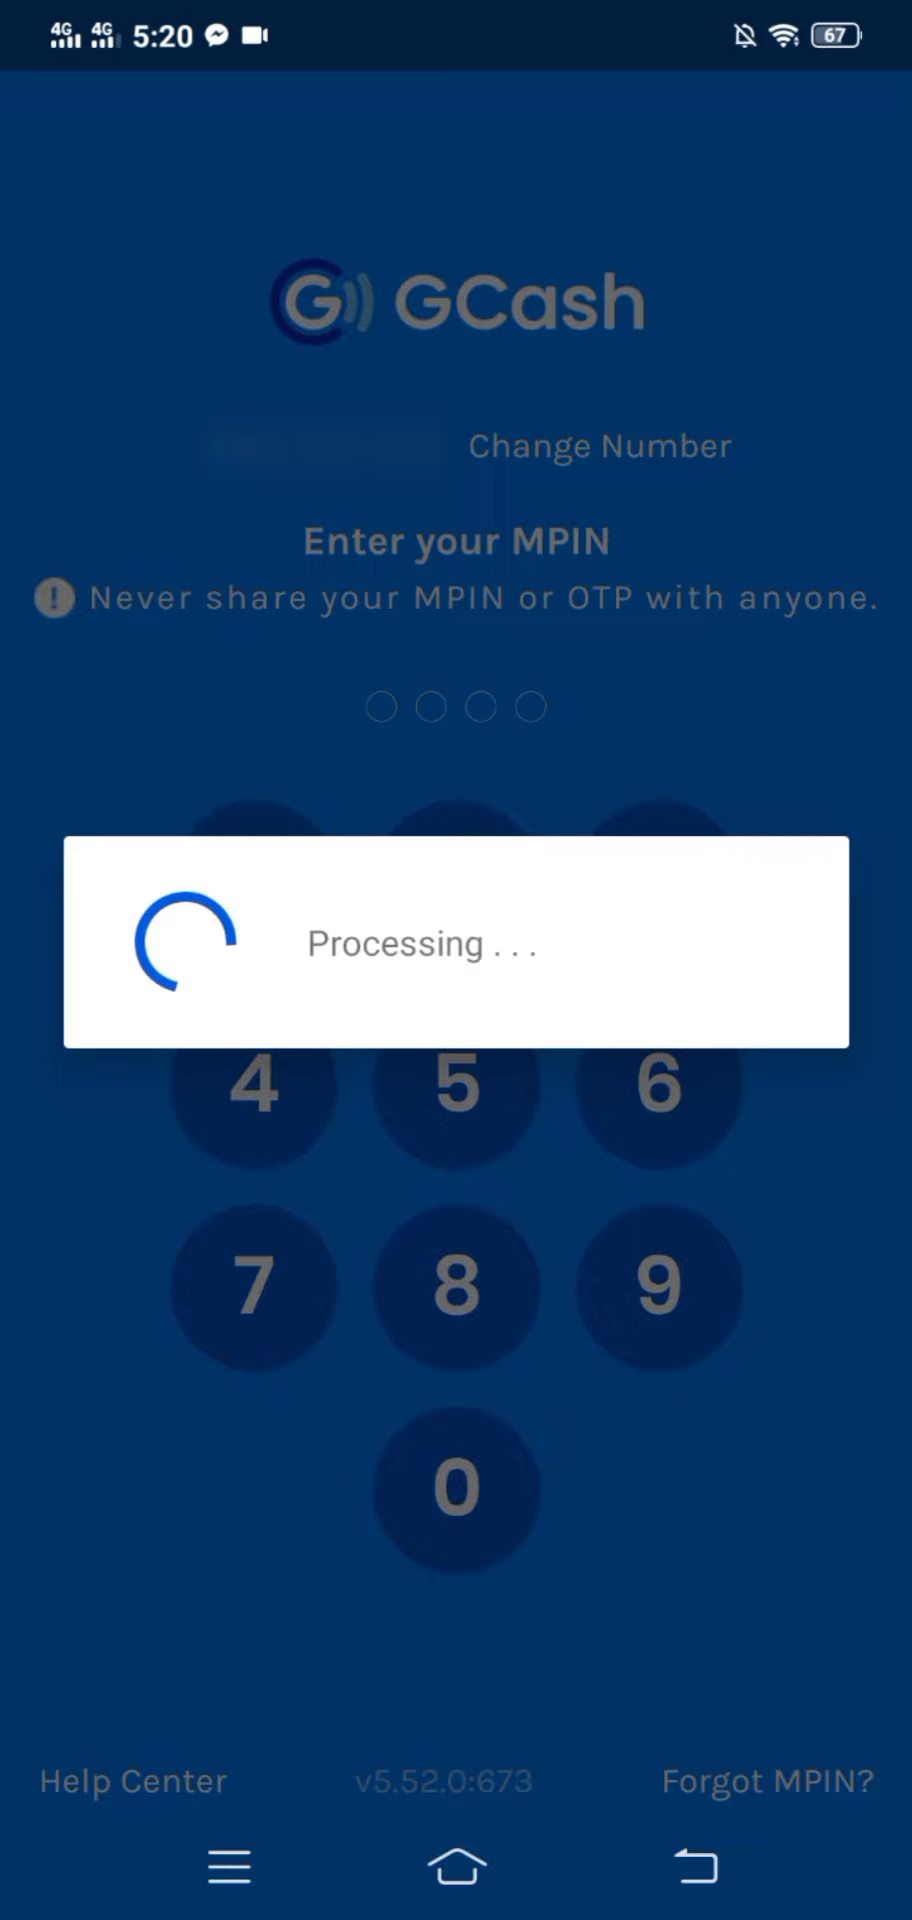 4G 4G 5:20 67
G GCash
Change Number
Enter your MPIN
! Never share your MPIN or OTP with anyone.
Processing . . .
4 5 6
7 8 9
0
Help Center v5.52.0:673 Forgot MPIN?